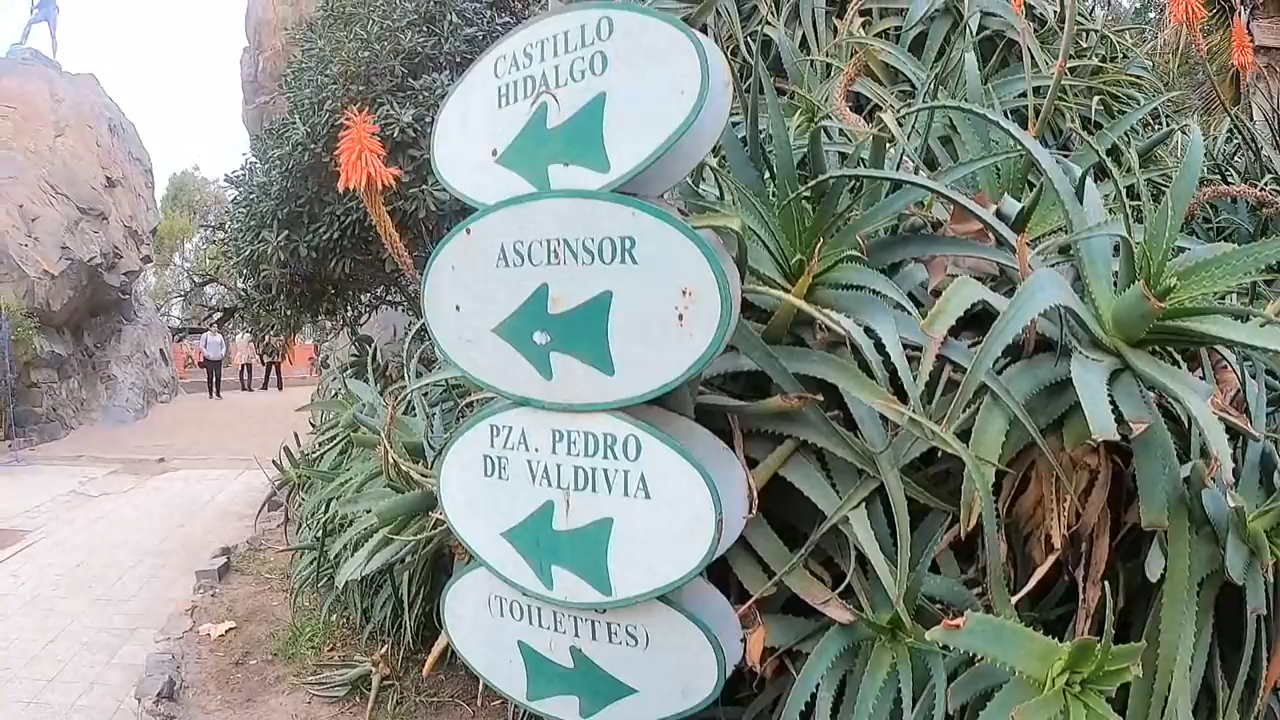 CASTILLO
HIDALGO
ASCENSOR
PZA. PEDRO
DE VALDIVIA
(TOILETTES)